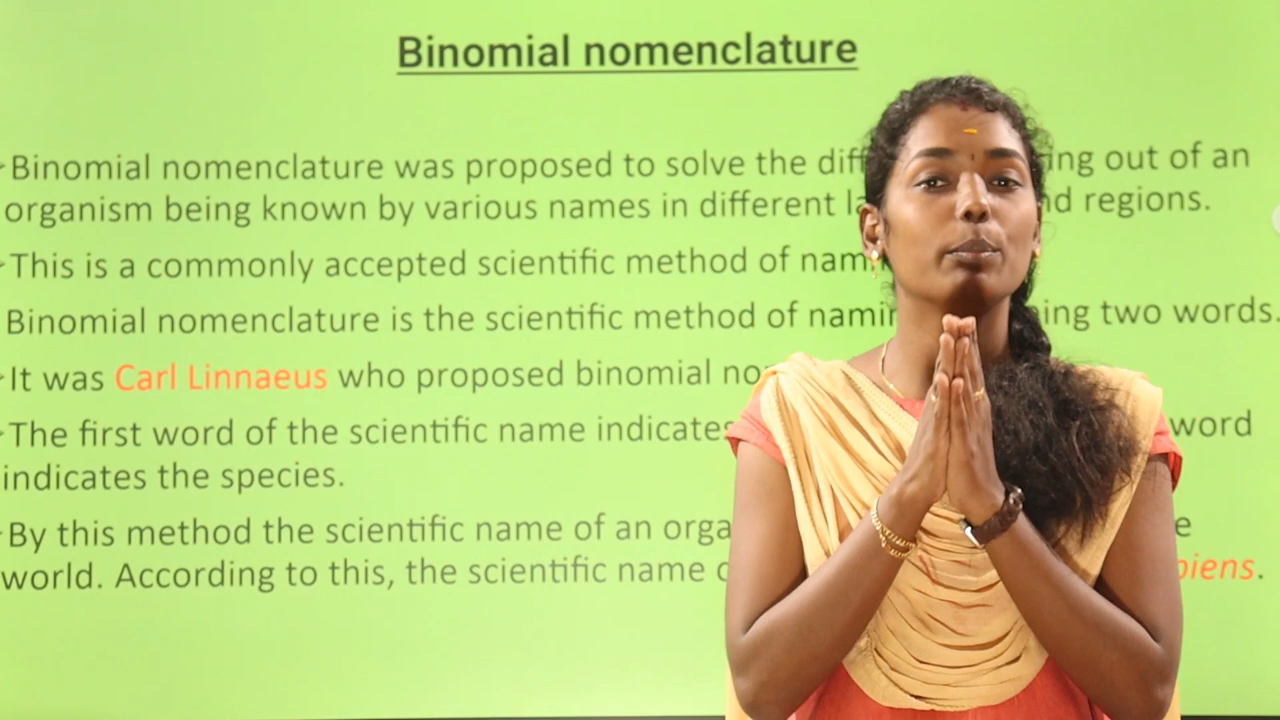 Binomial nomenclature
Binomial nomenclature was proposed to solve the out of an
organism being known by various names in different regions.
This is a commonly accepted scientific method of
Binomial nomenclature is the scientific method of two words.
It was Carl Linnaeus who proposed binomial
The first word of the scientific name indicates word
indicates the species.
By this method the scientific name of an
world. According to this, the scientific name